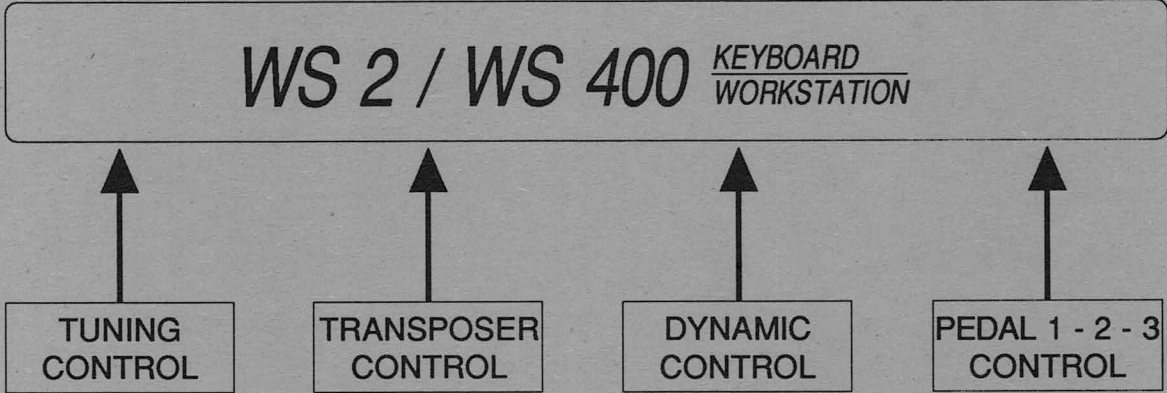 WS 2 / WS 400 KEYBOARD
WORKSTATION
TUNING
CONTROL
TRANSPOSER
CONTROL
DYNAMIC
CONTROL
PEDAL 1 - 2 - 3
CONTROL